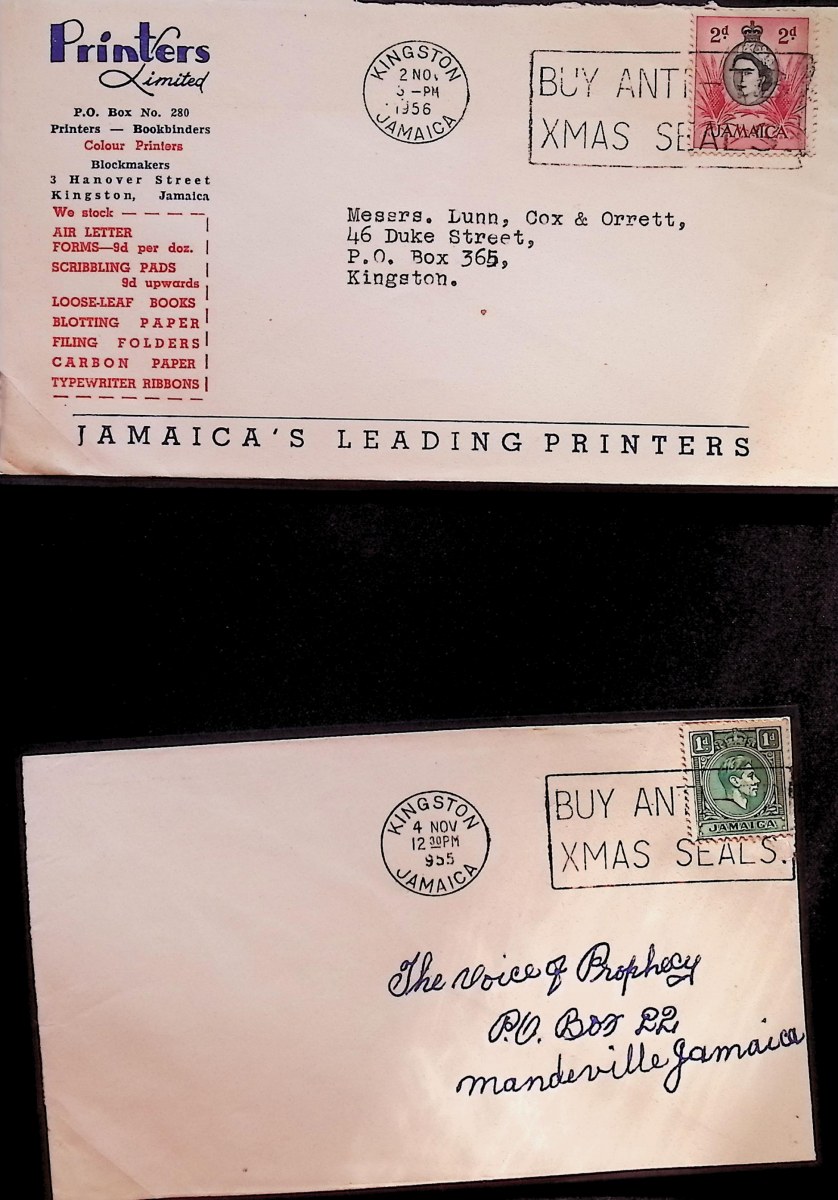 Printers
Limited
P.O. Box No. 280
Printers — Bookbinders
Colour Printers
Blockmakers
3 Hanover Street
Kingston, Jamaica
We stock — — — —
AIR LETTER
FORMS—9d per doz.
SCRIBBLING PADS
9d upwards
LOOSE-LEAF BOOKS
BLOTTING PAPER
FILING FOLDERS
CARBON PAPER
TYPEWRITER RIBBONS
KINGSTON
2 NOV
-PM
1956
JAMAICA
BUY ANTI-
XMAS SEALS
2d 2d
JAMAICA
Messrs. Lunn, Cox & Orrett,
46 Duke Street,
P.O. Box 365,
Kingston.
JAMAICA'S LEADING PRINTERS
KINGSTON
4 NOV
12 30PM
955
JAMAICA
BUY ANT
XMAS SEALS.
1d 1d
JAMAICA
The Voice of Prophecy
P.O. Box 22
Mandeville Jamaica